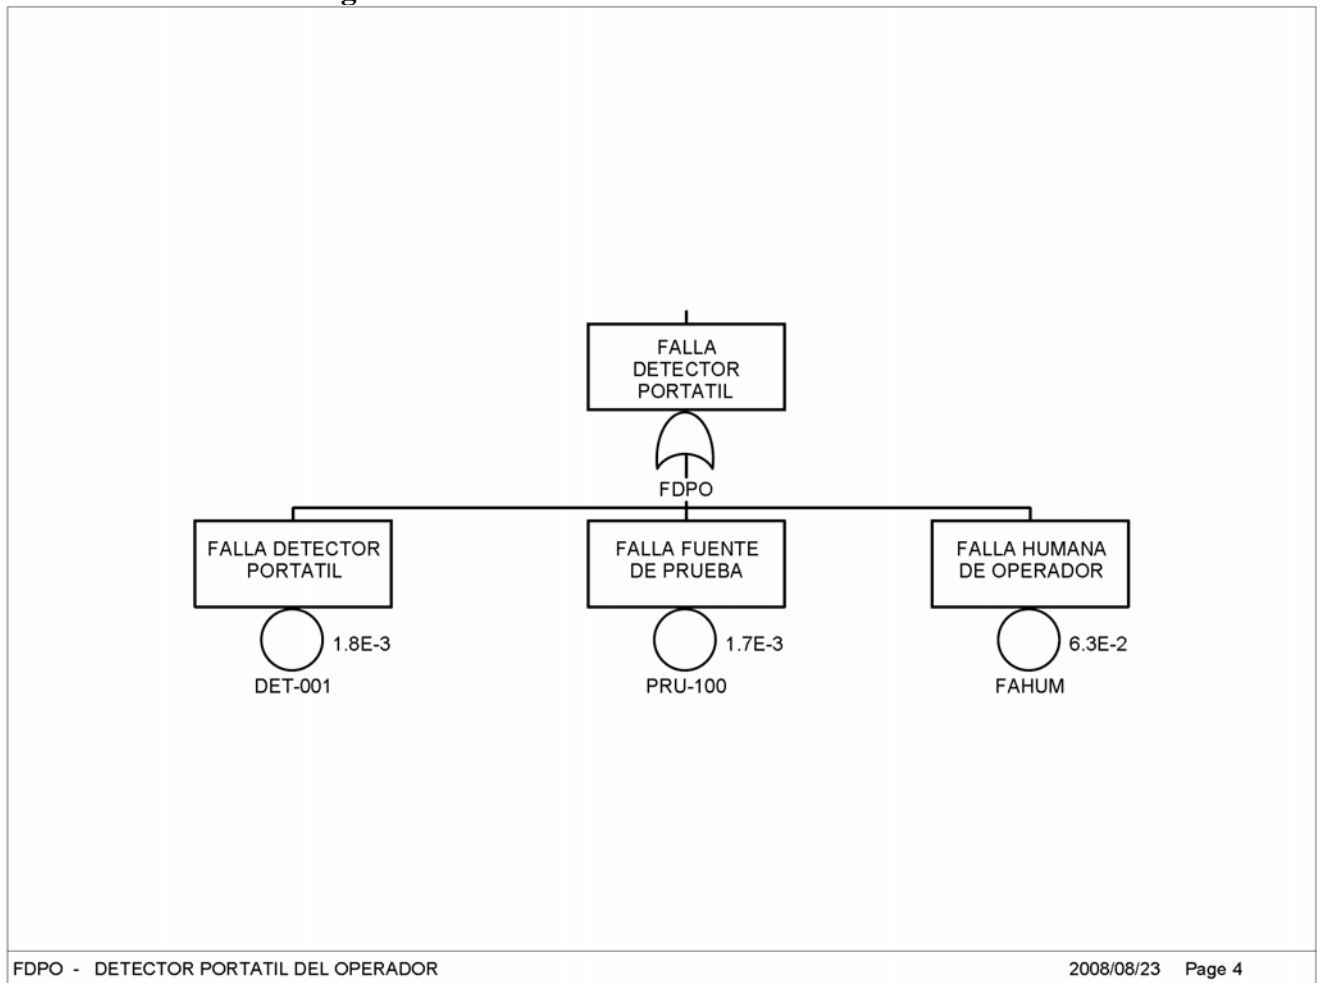 FALLA
DETECTOR
PORTATIL
FDPO
FALLA DETECTOR
PORTATIL
FALLA FUENTE
DE PRUEBA
FALLA HUMANA
DE OPERADOR
1.8E-3
1.7E-3
6.3E-2
DET-001
PRU-100
FAHUM
FDPO - DETECTOR PORTATIL DEL OPERADOR
2008/08/23 Page 4